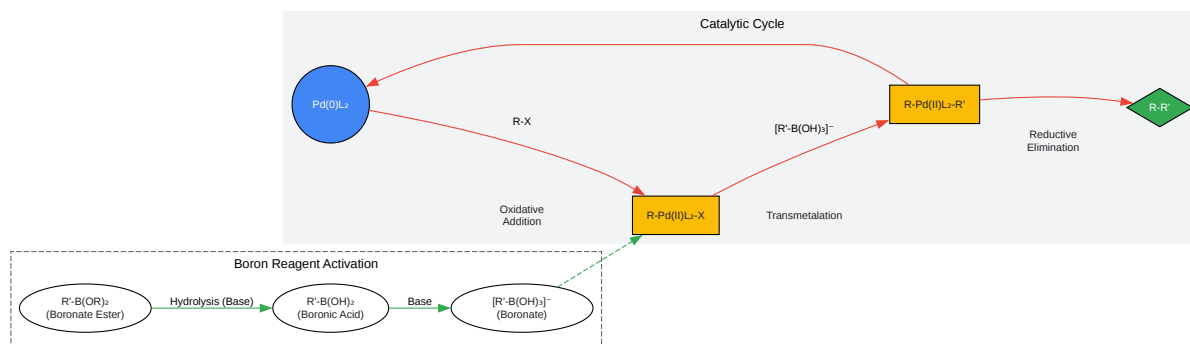 Catalytic Cycle
Pd(0)L₂
R-X
[R'-B(OH)₃]⁻
R-Pd(II)L₂-R'
R-R'
Reductive
Elimination
Oxidative
Addition
R-Pd(II)L₂-X
Transmetalation
Boron Reagent Activation
R'-B(OR)₂
(Boronate Ester)
Hydrolysis (Base)
R'-B(OH)₂
(Boronic Acid)
Base
[R'-B(OH)₃]⁻
(Boronate)